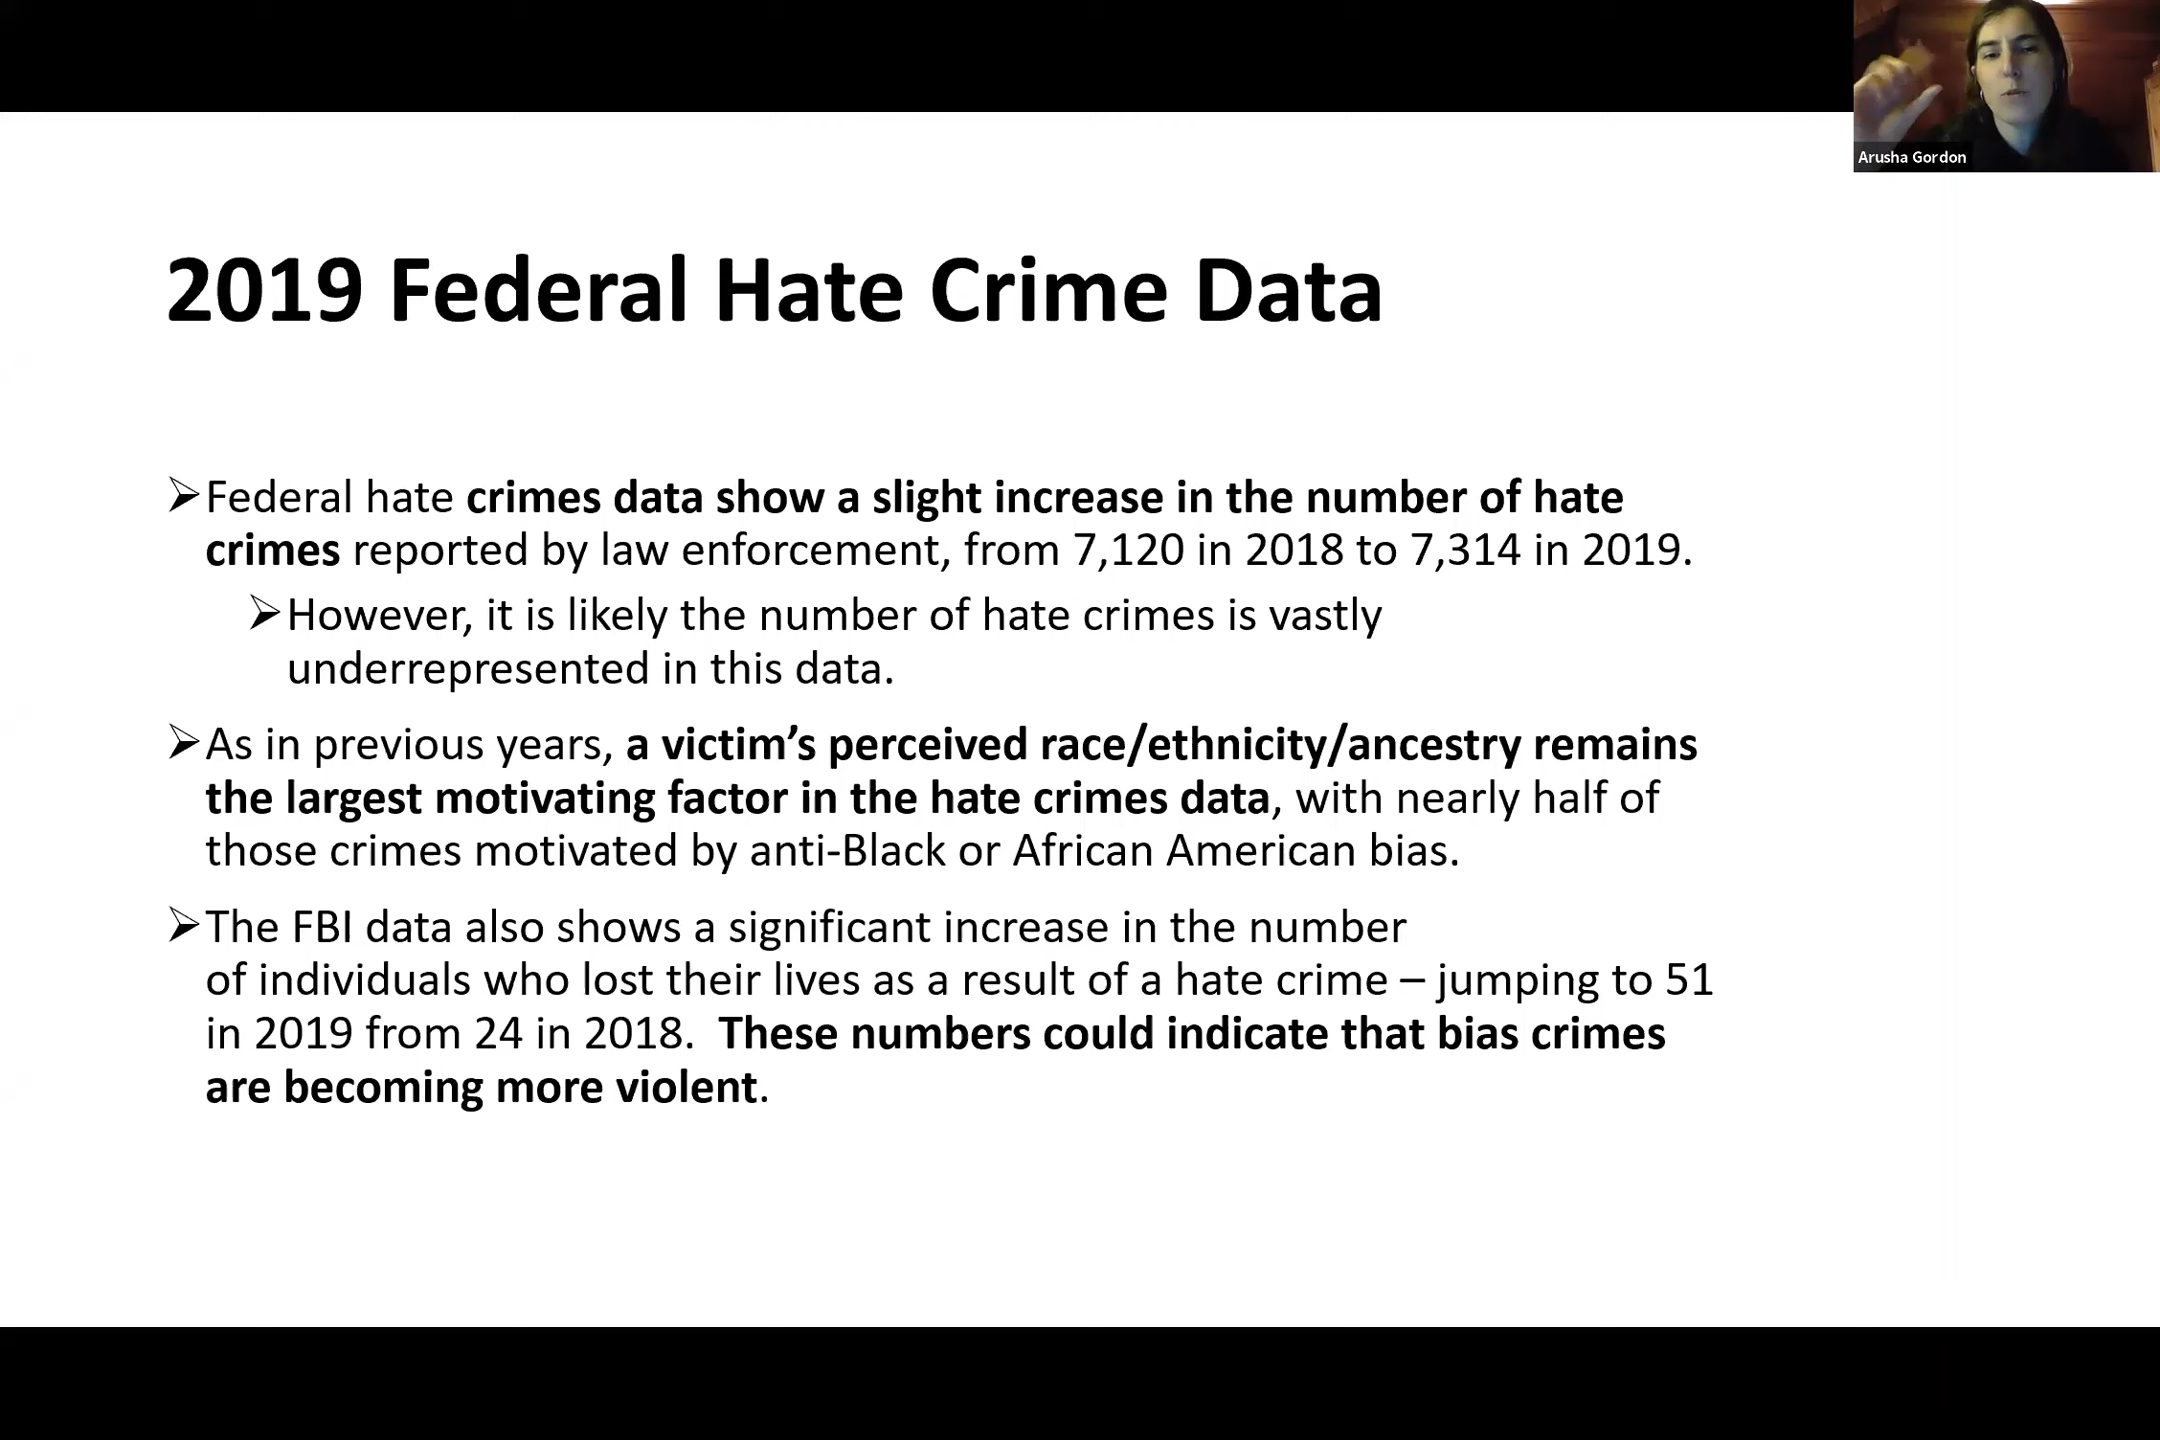 Arusha Gordon
2019 Federal Hate Crime Data
➢Federal hate crimes data show a slight increase in the number of hate
crimes reported by law enforcement, from 7,120 in 2018 to 7,314 in 2019.
➢However, it is likely the number of hate crimes is vastly
underrepresented in this data.
➢As in previous years, a victim’s perceived race/ethnicity/ancestry remains
the largest motivating factor in the hate crimes data, with nearly half of
those crimes motivated by anti-Black or African American bias.
➢The FBI data also shows a significant increase in the number
of individuals who lost their lives as a result of a hate crime – jumping to 51
in 2019 from 24 in 2018.  These numbers could indicate that bias crimes
are becoming more violent.